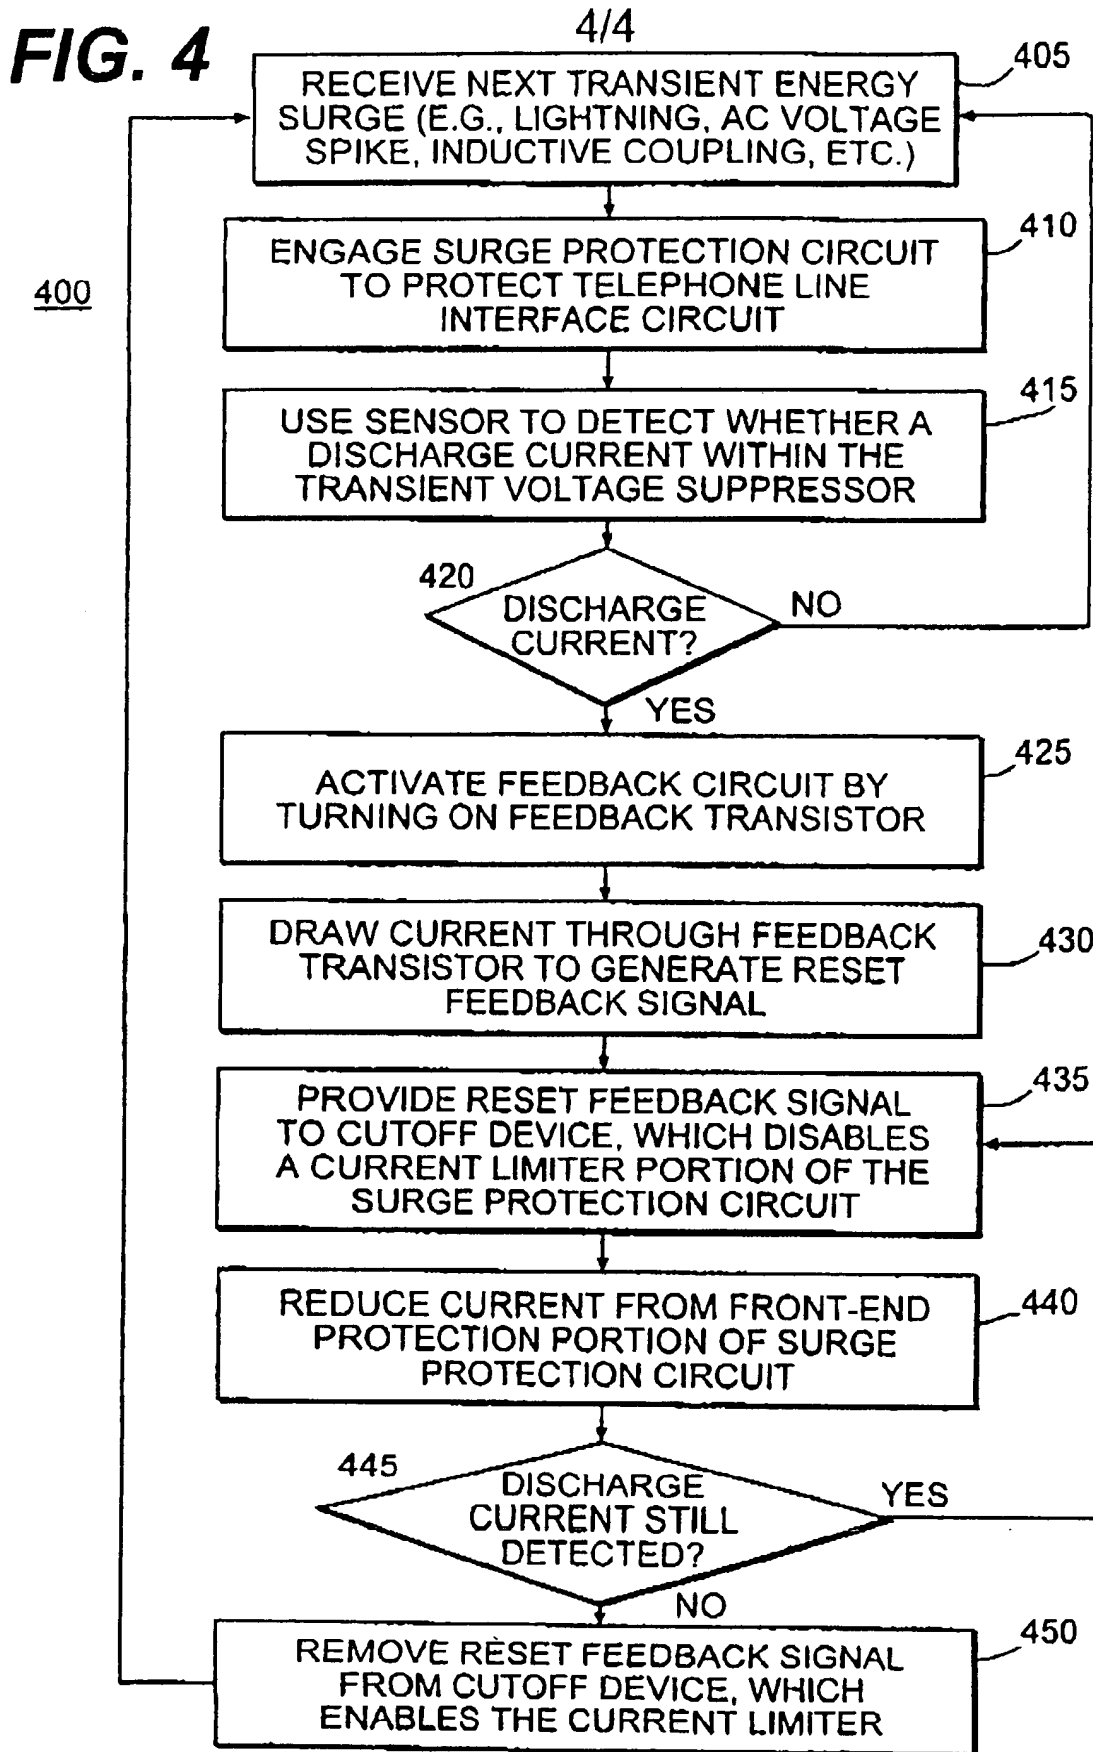 4/4
FIG. 4
405
RECEIVE NEXT TRANSIENT ENERGY
SURGE (E.G., LIGHTNING, AC VOLTAGE
SPIKE, INDUCTIVE COUPLING, ETC.)
410
ENGAGE SURGE PROTECTION CIRCUIT
TO PROTECT TELEPHONE LINE
INTERFACE CIRCUIT
400
415
USE SENSOR TO DETECT WHETHER A
DISCHARGE CURRENT WITHIN THE
TRANSIENT VOLTAGE SUPPRESSOR
420
DISCHARGE
CURRENT?
NO
YES
425
ACTIVATE FEEDBACK CIRCUIT BY
TURNING ON FEEDBACK TRANSISTOR
430
DRAW CURRENT THROUGH FEEDBACK
TRANSISTOR TO GENERATE RESET
FEEDBACK SIGNAL
435
PROVIDE RESET FEEDBACK SIGNAL
TO CUTOFF DEVICE, WHICH DISABLES
A CURRENT LIMITER PORTION OF THE
SURGE PROTECTION CIRCUIT
440
REDUCE CURRENT FROM FRONT-END
PROTECTION PORTION OF SURGE
PROTECTION CIRCUIT
445
DISCHARGE
CURRENT STILL
DETECTED?
YES
NO
450
REMOVE RESET FEEDBACK SIGNAL
FROM CUTOFF DEVICE, WHICH
ENABLES THE CURRENT LIMITER